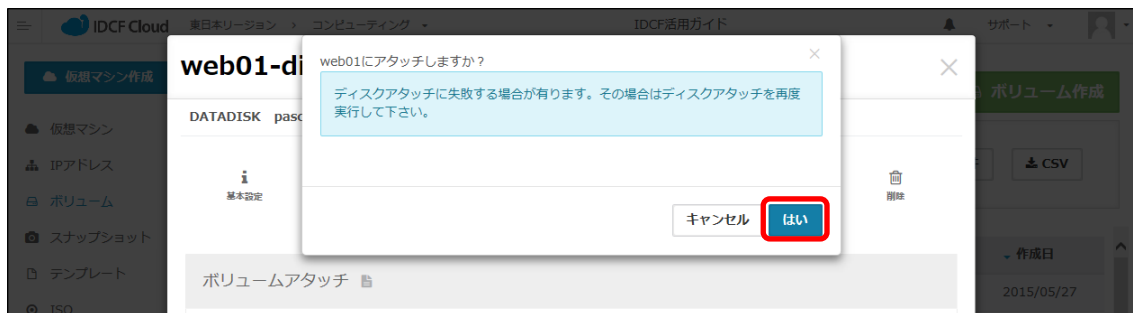 IDCF Cloud 東日本リージョン › コンピューティング IDCF活用ガイド サポート
仮想マシン作成
web01-di
web01にアタッチしますか？
ディスクアタッチに失敗する場合が有ります。その場合はディスクアタッチを再度
実行して下さい。
ボリューム作成
DATADISK
仮想マシン
IPアドレス
CSV
基本設定
削除
ボリューム
キャンセル
はい
スナップショット
作成日
テンプレート
ボリュームアタッチ
2015/05/27
ISO